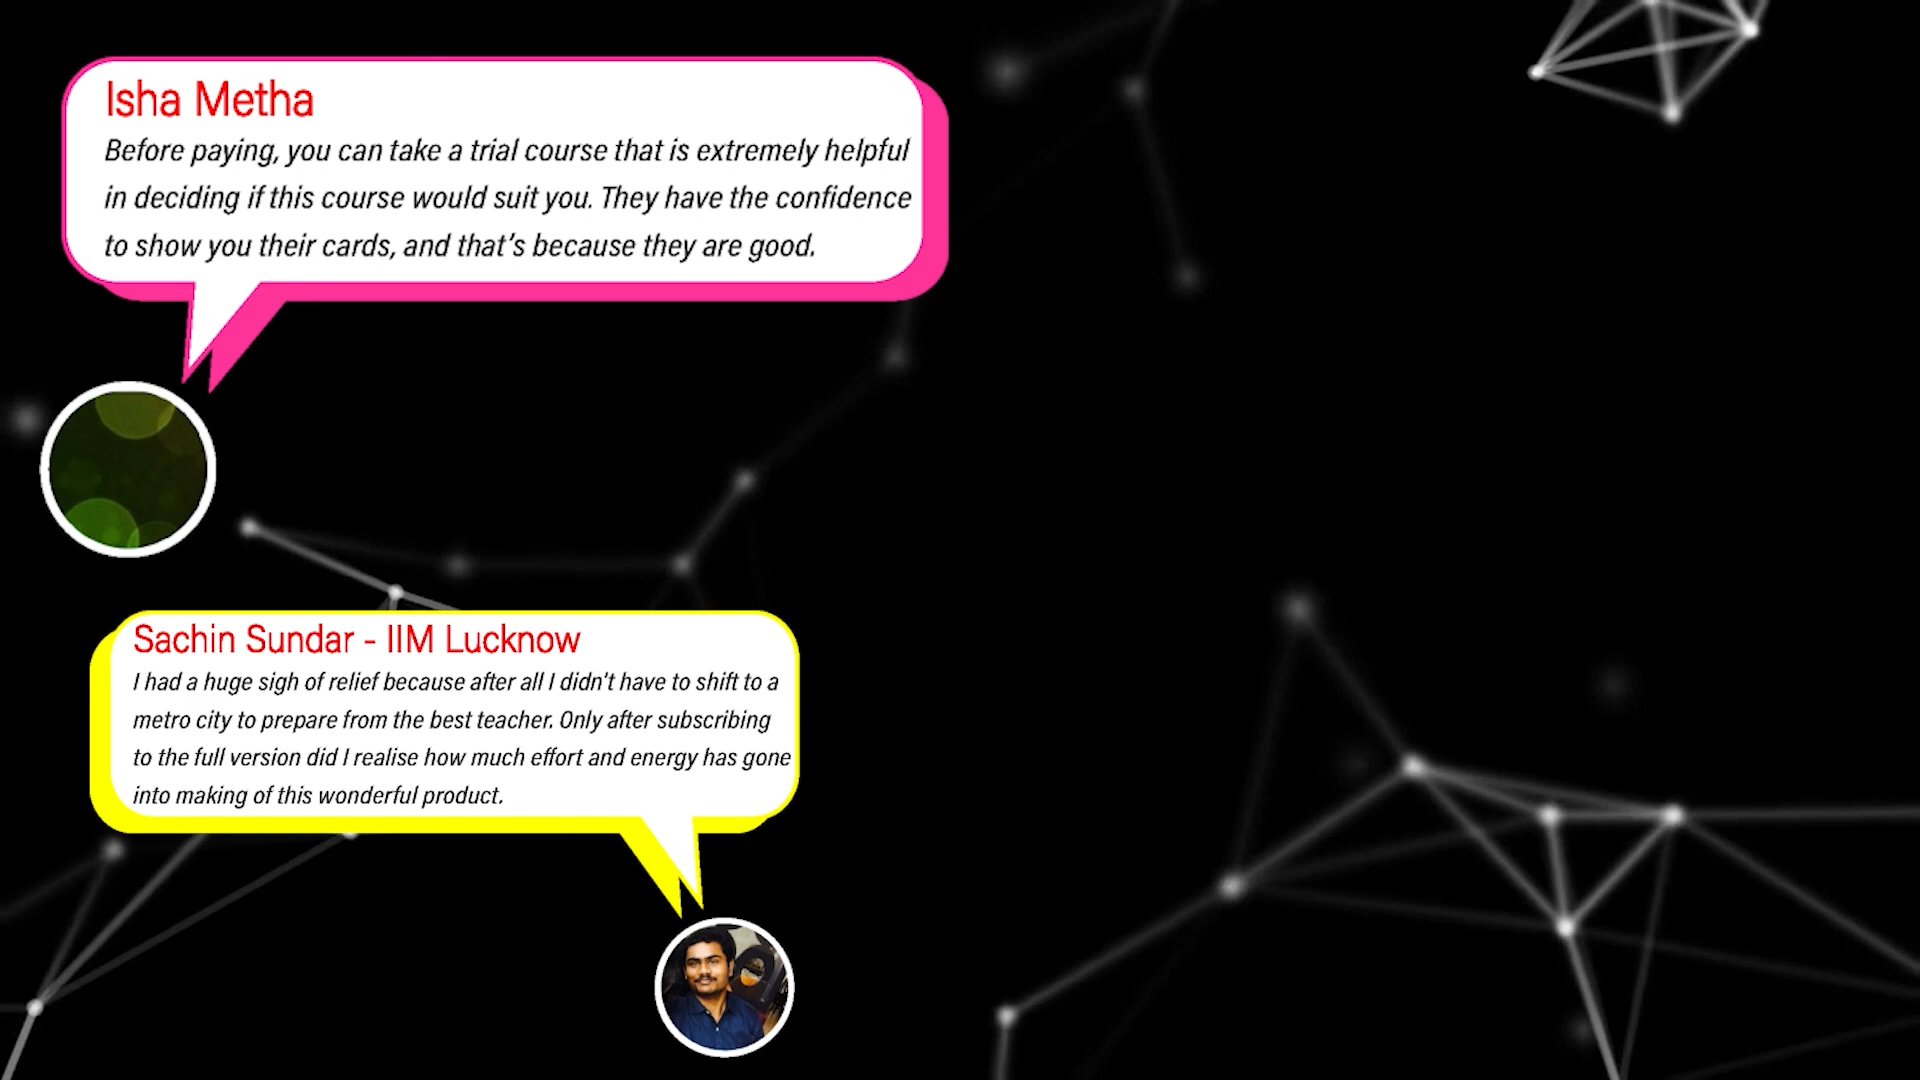 Isha Metha
Before paying, you can take a trial course that is extremely helpful
in deciding if this course would suit you. They have the confidence
to show you their cards, and that’s because they are good.
Sachin Sundar - IIM Lucknow
I had a huge sigh of relief because after all I didn't have to shift to a
metro city to prepare from the best teacher. Only after subscribing
to the full version did I realise how much effort and energy has gone
into making of this wonderful product.